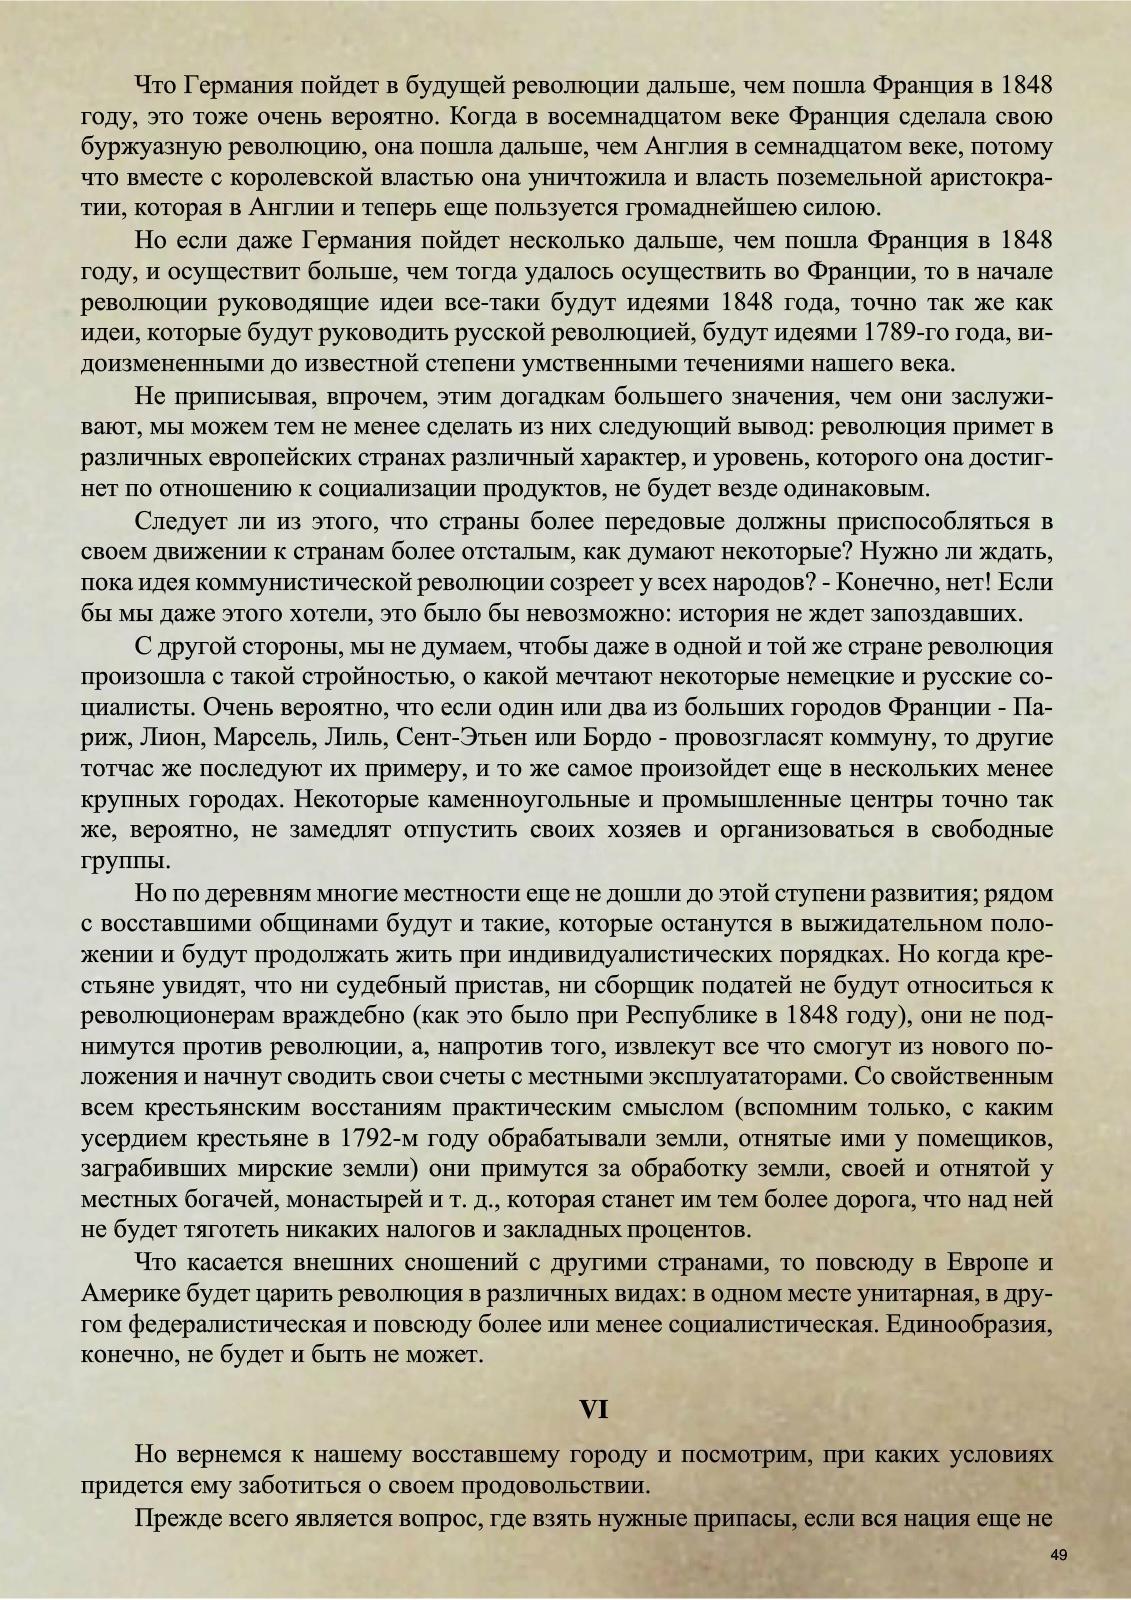 Что Германия пойдет в будущей революции дальше, чем пошла Франция в 1848
году, это тоже очень вероятно. Когда в восемнадцатом веке Франция сделала свою
буржуазную революцию, она пошла дальше, чем Англия в семнадцатом веке, потому
что вместе с королевской властью она уничтожила и власть поземельной аристокра-
тии, которая в Англии и теперь еще пользуется громаднейшею силою.
Но если даже Германия пойдет несколько дальше, чем пошла Франция в 1848
году, и осуществит больше, чем тогда удалось осуществить во Франции, то в начале
революции руководящие идеи все-таки будут идеями 1848 года, точно так же как
идеи, которые будут руководить русской революцией, будут идеями 1789-го года, ви-
доизмененными до известной степени умственными течениями нашего века.
Не приписывая, впрочем, этим догадкам большего значения, чем они заслужи-
вают, мы можем тем не менее сделать из них следующий вывод: революция примет в
различных европейских странах различный характер, и уровень, которого она достиг-
нет по отношению к социализации продуктов, не будет везде одинаковым.
Следует ли из этого, что страны более передовые должны приспособляться в
своем движении к странам более отсталым, как думают некоторые? Нужно ли ждать,
пока идея коммунистической революции созреет у всех народов? - Конечно, нет! Если
бы мы даже этого хотели, это было бы невозможно: история не ждет запоздавших.
С другой стороны, мы не думаем, чтобы даже в одной и той же стране революция
произошла с такой стройностью, о какой мечтают некоторые немецкие и русские со-
циалисты. Очень вероятно, что если один или два из больших городов Франции - Па-
риж, Лион, Марсель, Лиль, Сент-Этьен или Бордо - провозгласят коммуну, то другие
тотчас же последуют их примеру, и то же самое произойдет еще в нескольких менее
крупных городах. Некоторые каменноугольные и промышленные центры точно так
же, вероятно, не замедлят отпустить своих хозяев и организоваться в свободные
группы.
Но по деревням многие местности еще не дошли до этой ступени развития; рядом
с восставшими общинами будут и такие, которые останутся в выжидательном поло-
жении и будут продолжать жить при индивидуалистических порядках. Но когда кре-
стьяне увидят, что ни судебный пристав, ни сборщик податей не будут относиться к
революционерам враждебно (как это было при Республике в 1848 году), они не под-
нимутся против революции, а, напротив того, извлекут все что смогут из нового по-
ложения и начнут сводить свои счеты с местными эксплуататорами. Со свойственным
всем крестьянским восстаниям практическим смыслом (вспомним только, с каким
усердием крестьяне в 1792-м году обрабатывали земли, отнятые ими у помещиков,
заграбивших мирские земли) они примутся за обработку земли, своей и отнятой у
местных богачей, монастырей и т. д., которая станет им тем более дорога, что над ней
не будет тяготеть никаких налогов и закладных процентов.
Что касается внешних сношений с другими странами, то повсюду в Европе и
Америке будет царить революция в различных видах: в одном месте унитарная, в дру-
гом федералистическая и повсюду более или менее социалистическая. Единообразия,
конечно, не будет и быть не может.
VI
Но вернемся к нашему восставшему городу и посмотрим, при каких условиях
придется ему заботиться о своем продовольствии.
Прежде всего является вопрос, где взять нужные припасы, если вся нация еще не
49